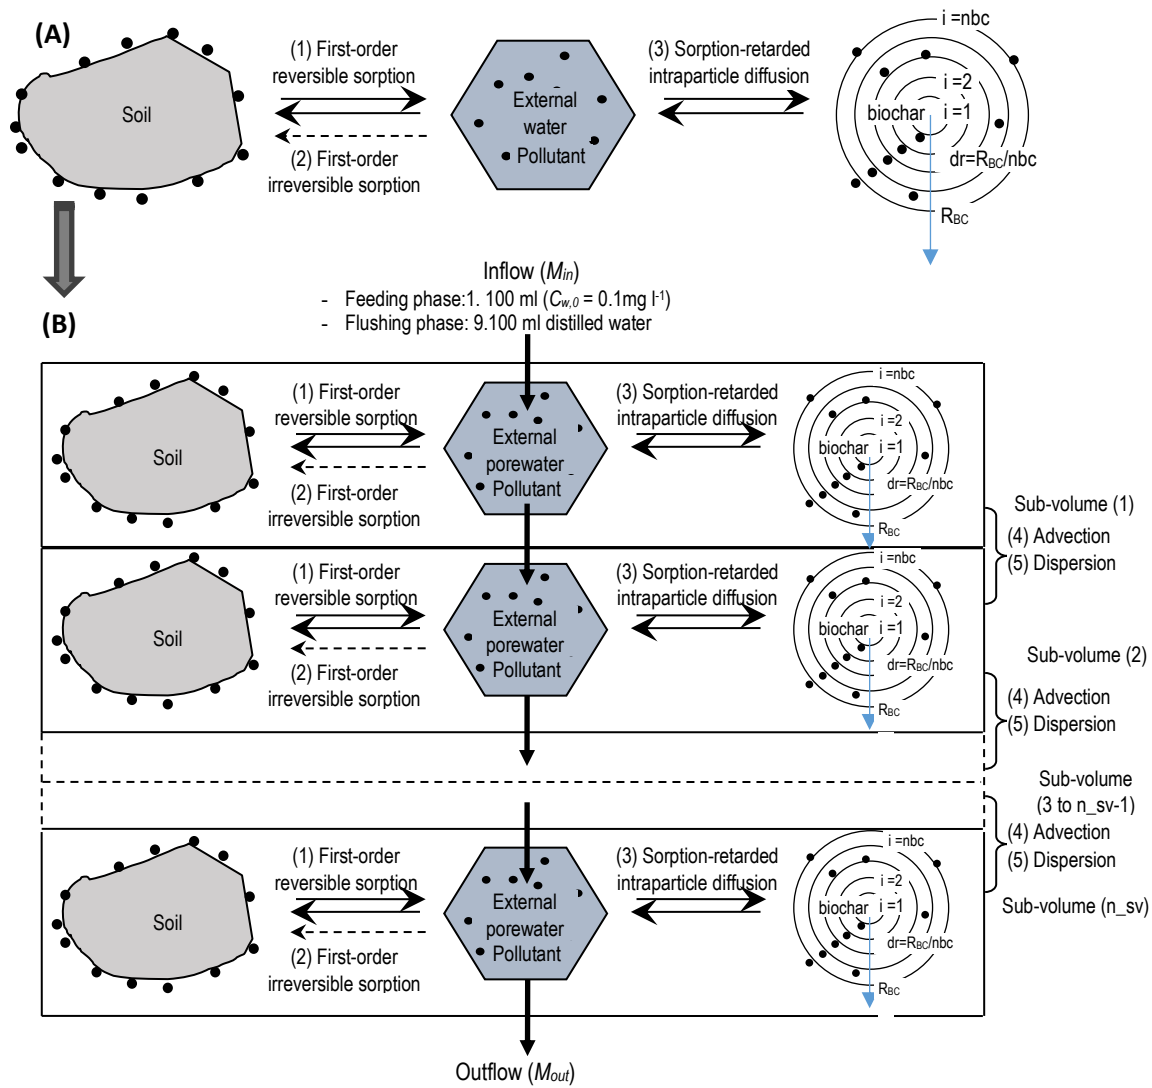 (A)
Soil
(1) First-order
reversible sorption
(2) First-order
irreversible sorption
External
water
Pollutant
(3) Sorption-retarded
intraparticle diffusion
i =nbc
i =2
biochar i =1
dr=RBC/nbc
RBC
(B)
Inflow (Min)
- Feeding phase:1. 100 ml (Cw,0 = 0.1mg l-1)
- Flushing phase: 9.100 ml distilled water
Soil
(1) First-order
reversible sorption
(2) First-order
irreversible sorption
External
porewater
Pollutant
(3) Sorption-retarded
intraparticle diffusion
i =nbc
i =2
biochar i =1
dr=RBC/nbc
RBC
Sub-volume (1)
(4) Advection
(5) Dispersion
Soil
(1) First-order
reversible sorption
(2) First-order
irreversible sorption
External
porewater
Pollutant
(3) Sorption-retarded
intraparticle diffusion
i =nbc
i =2
biochar i =1
dr=RBC/nbc
RBC
Sub-volume (2)
(4) Advection
(5) Dispersion
Sub-volume
(3 to n_sv-1)
(4) Advection
(5) Dispersion
Soil
(1) First-order
reversible sorption
(2) First-order
irreversible sorption
External
porewater
Pollutant
(3) Sorption-retarded
intraparticle diffusion
i =nbc
i =2
biochar i =1
dr=RBC/nbc
RBC
Sub-volume (n_sv)
Outflow (Mout)